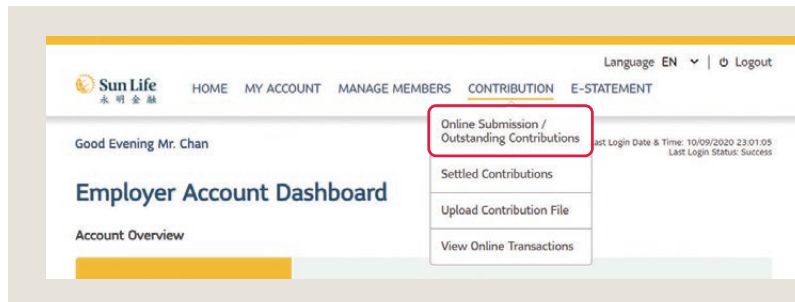 Language EN | Logout
Sun Life
永明金融
HOME MY ACCOUNT MANAGE MEMBERS CONTRIBUTION E-STATEMENT
Good Evening Mr. Chan
Online Submission /
Outstanding Contributions
ast Login Date & Time: 10/09/2020 23:01:05
Last Login Status: Success
Settled Contributions
Employer Account Dashboard
Upload Contribution File
Account Overview
View Online Transactions